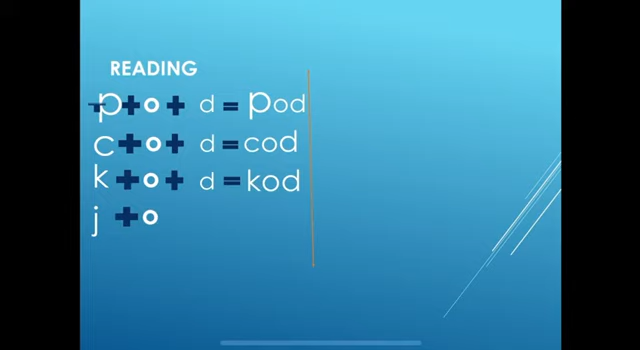 READING
p+o+ d = pod
c+o+ d = cod
k+o+ d = kod
j +o